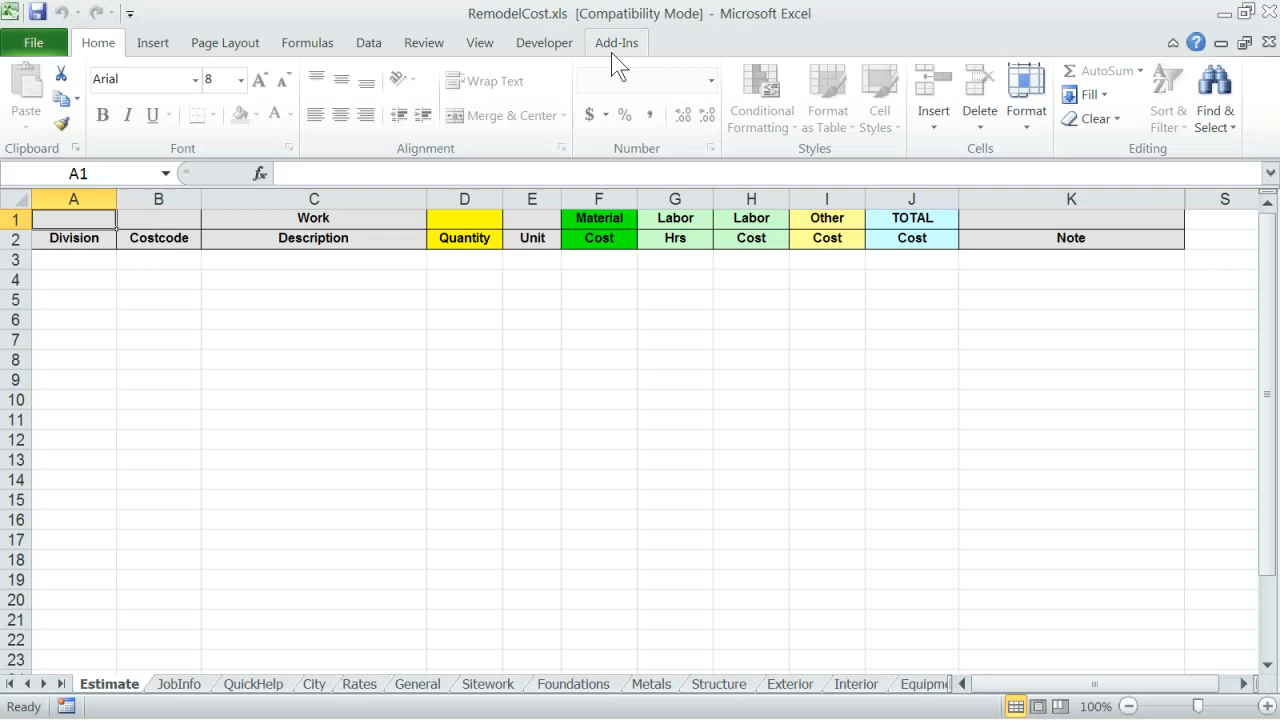 RemodelCost.xls [Compatibility Mode] - Microsoft Excel
File Home Insert Page Layout Formulas Data Review View Developer Add-Ins
Paste Arial 8 Wrap Text Conditional Formatting Format as Table Cell Styles Insert Delete Format AutoSum Sort & Filter Find & Select
B I U Merge & Center $ % , Fill
Clear
Clipboard Font Alignment Number Styles Cells Editing
A1 fx
A B C D E F G H I J K S
1 Work Material Labor Labor Other TOTAL
2 Division Costcode Description Quantity Unit Cost Hrs Cost Cost Cost Note
3
4
5
6
7
8
9
10
11
12
13
14
15
16
17
18
19
20
21
22
23
Estimate JobInfo QuickHelp City Rates General Sitework Foundations Metals Structure Exterior Interior Equipm
Ready 100%